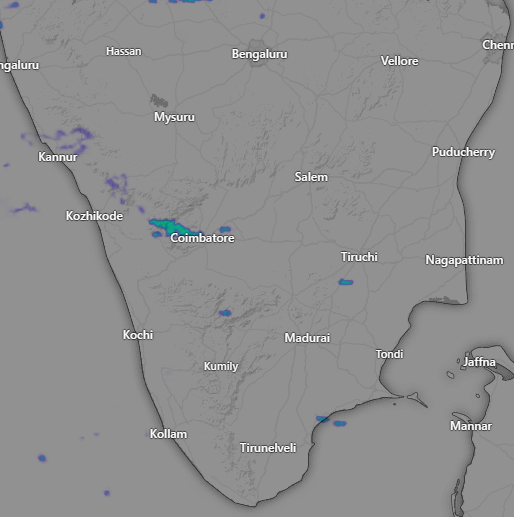 Hassan
Bengaluru
Chenn
ngaluru
Vellore
Mysuru
Kannur
Puducherry
Salem
Kozhikode
Coimbatore
Tiruchi
Nagapattinam
Kochi
Madurai
Tondi
Kumily
Jaffna
Kollam
Mannar
Tirunelveli